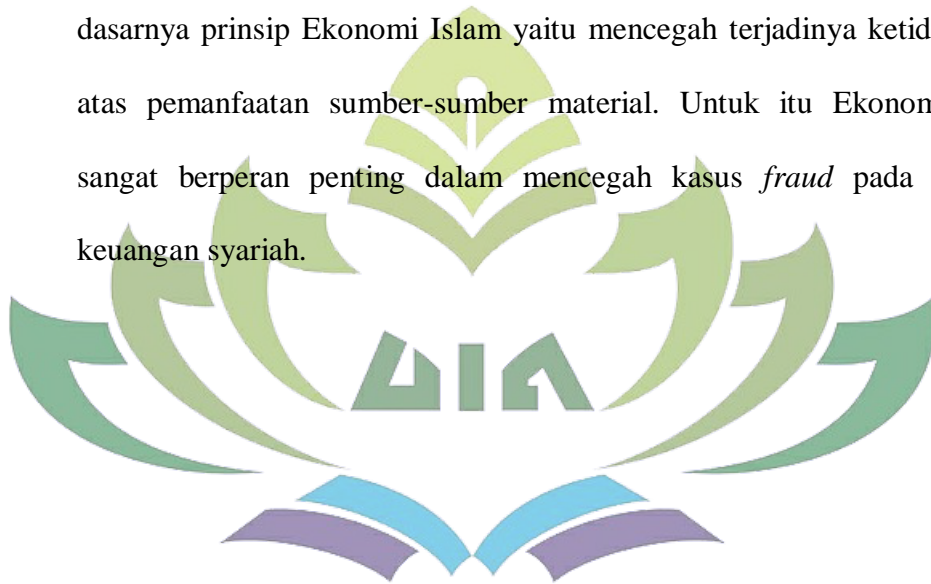 dasarnya prinsip Ekonomi Islam yaitu mencegah terjadinya
atas pemanfaatan sumber-sumber material. Untuk itu
sangat berperan penting dalam mencegah kasus fraud pada
keuangan syariah.
UIN